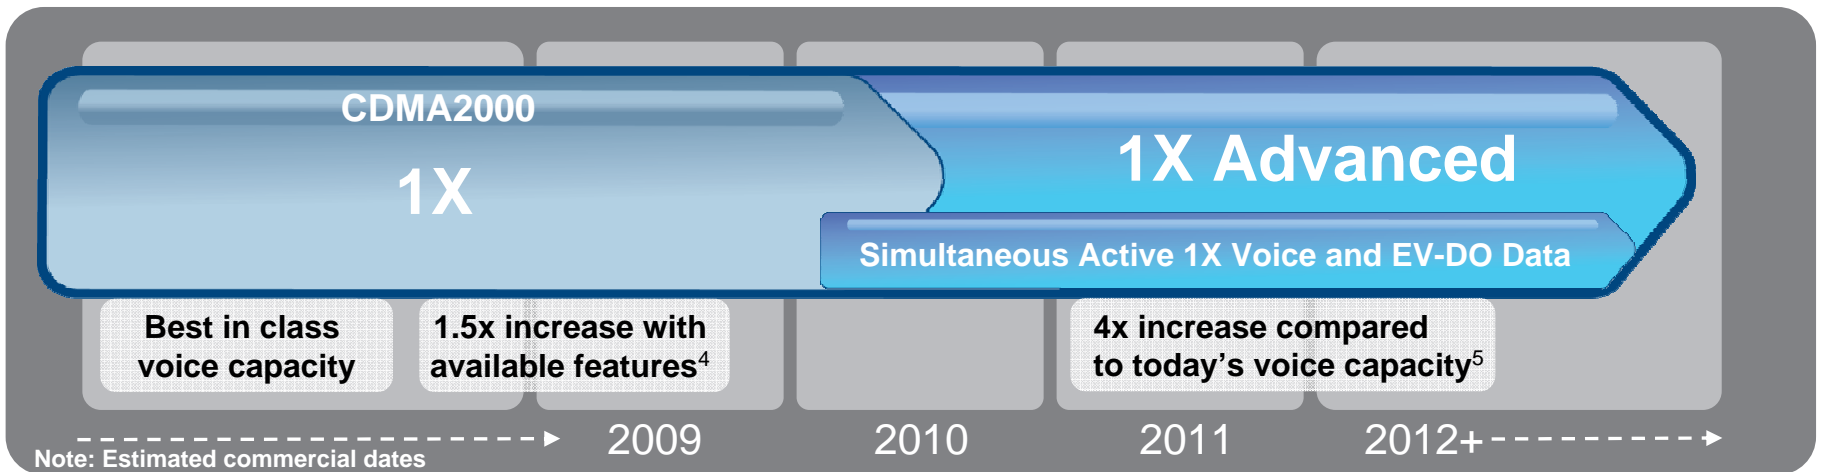 CDMA2000
1X
1X Advanced
Simultaneous Active 1X Voice and EV-DO Data
Best in class
voice capacity
1.5x increase with
available features4
4x increase compared
to today’s voice capacity5
2009
2010
2011
2012+
Note: Estimated commercial dates